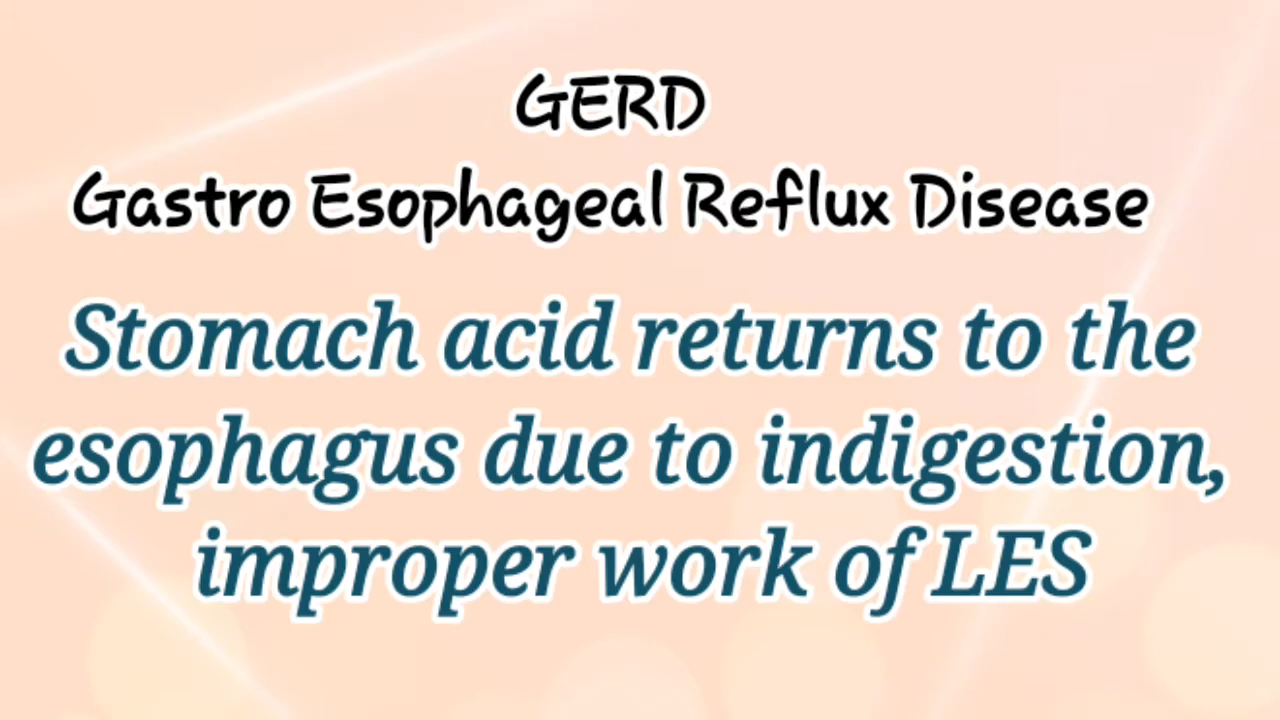 GERD
Gastro Esophageal Reflux Disease
Stomach acid returns to the
esophagus due to indigestion,
improper work of LES